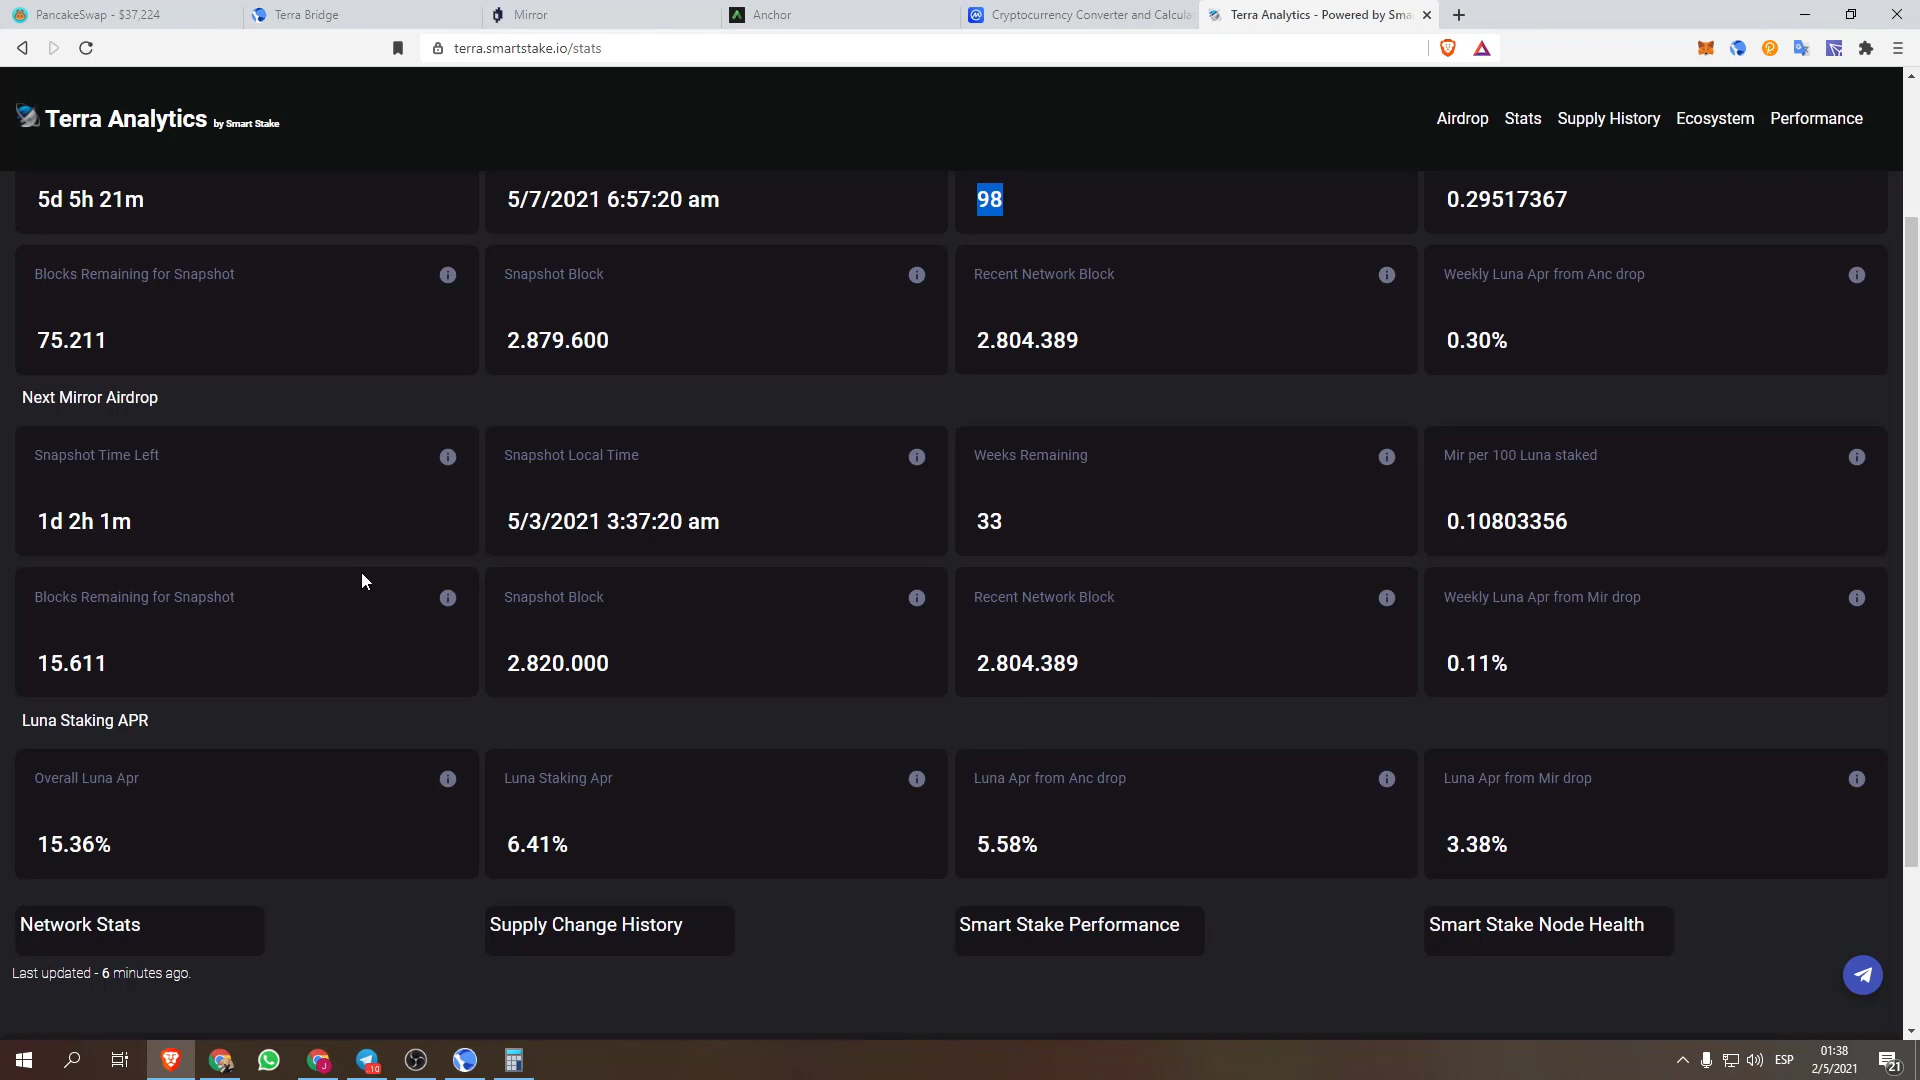 PancakeSwap - $37,224
Terra Bridge
Mirror
Anchor
Cryptocurrency Converter and Calcula
Terra Analytics - Powered by Sma
terra.smartstake.io/stats
Terra Analytics by Smart Stake
Airdrop Stats Supply History Ecosystem Performance
5d 5h 21m
5/7/2021 6:57:20 am
98
0.29517367
Blocks Remaining for Snapshot
Snapshot Block
Recent Network Block
Weekly Luna Apr from Anc drop
75.211
2.879.600
2.804.389
0.30%
Next Mirror Airdrop
Snapshot Time Left
Snapshot Local Time
Weeks Remaining
Mir per 100 Luna staked
1d 2h 1m
5/3/2021 3:37:20 am
33
0.10803356
Blocks Remaining for Snapshot
Snapshot Block
Recent Network Block
Weekly Luna Apr from Mir drop
15.611
2.820.000
2.804.389
0.11%
Luna Staking APR
Overall Luna Apr
Luna Staking Apr
Luna Apr from Anc drop
Luna Apr from Mir drop
15.36%
6.41%
5.58%
3.38%
Network Stats
Supply Change History
Smart Stake Performance
Smart Stake Node Health
Last updated - 6 minutes ago.
10
ESP
01:38
2/5/2021
21